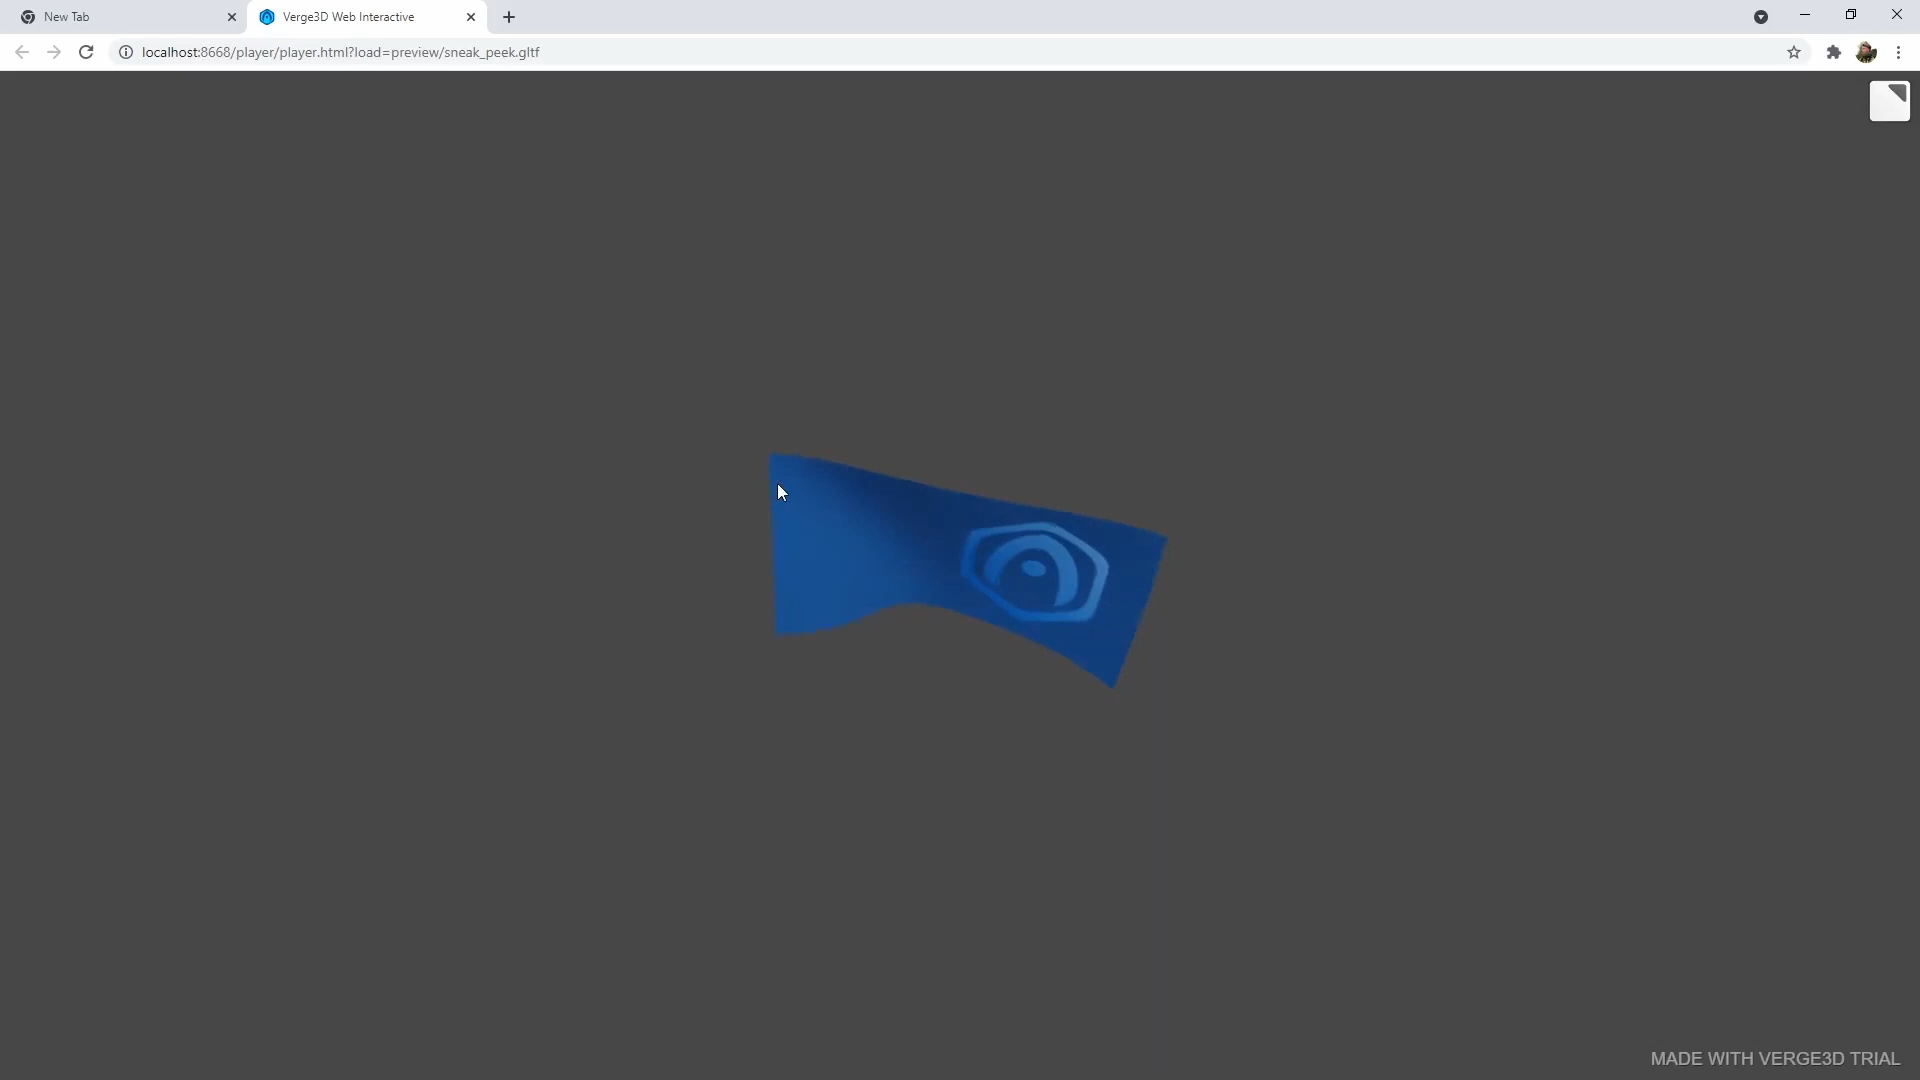 New Tab
Verge3D Web Interactive
localhost:8668/player/player.html?load=preview/sneak_peek.gltf
MADE WITH VERGE3D TRIAL